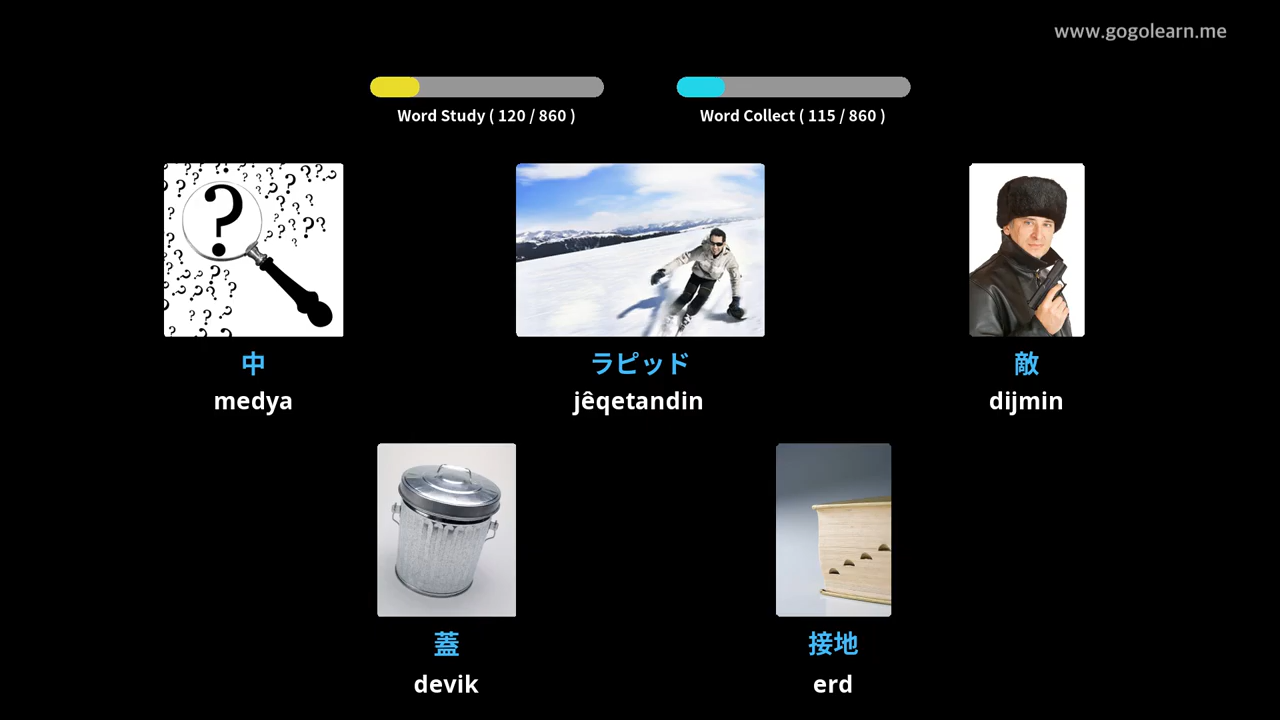 www.gogolearn.me
Word Study ( 120 / 860 )
Word Collect ( 115 / 860 )
中
ラピッド
敵
medya
jêqetandin
dijmin
蓋
接地
devik
erd